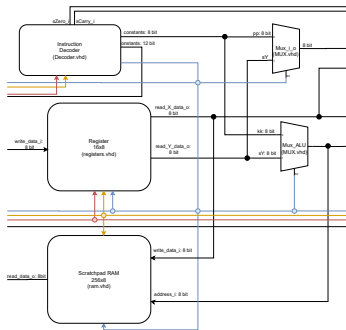 sZero_i sCarry_i
constants: 8 bit
constants: 12 bit
Instruction
Decoder
(Decoder.vhd)
pp: 8 bit
sY
Mux_i_o
(MUX.vhd)
8 bit
read_X_data_o:
8 bit
write_data_i:
8 bit
Register
16x8
(registers.vhd)
read_Y_data_o:
8 bit
kk: 8 bit
sY: 8 bit
Mux_ALU
(MUX.vhd)
Scratchpad RAM
256x8
(ram.vhd)
write_data_i: 8 bit
read_data_o: 8bit
address_i: 8 bit